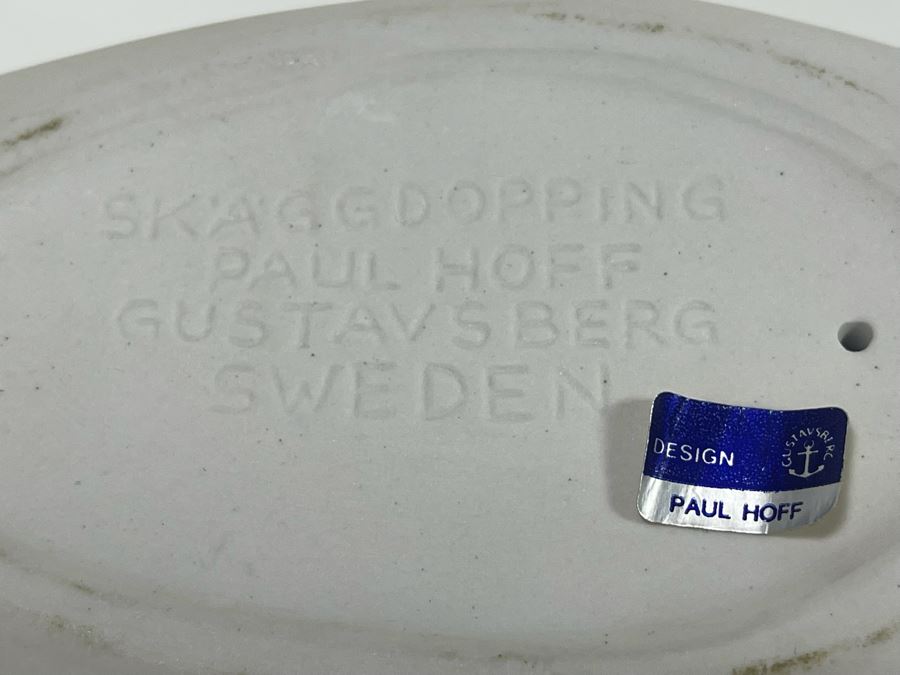 SKÄGGDOPPING
PAUL HOFF
GUSTAVSBERG
SWEDEN
DESIGN
GUSTAVSBERG
PAUL HOFF